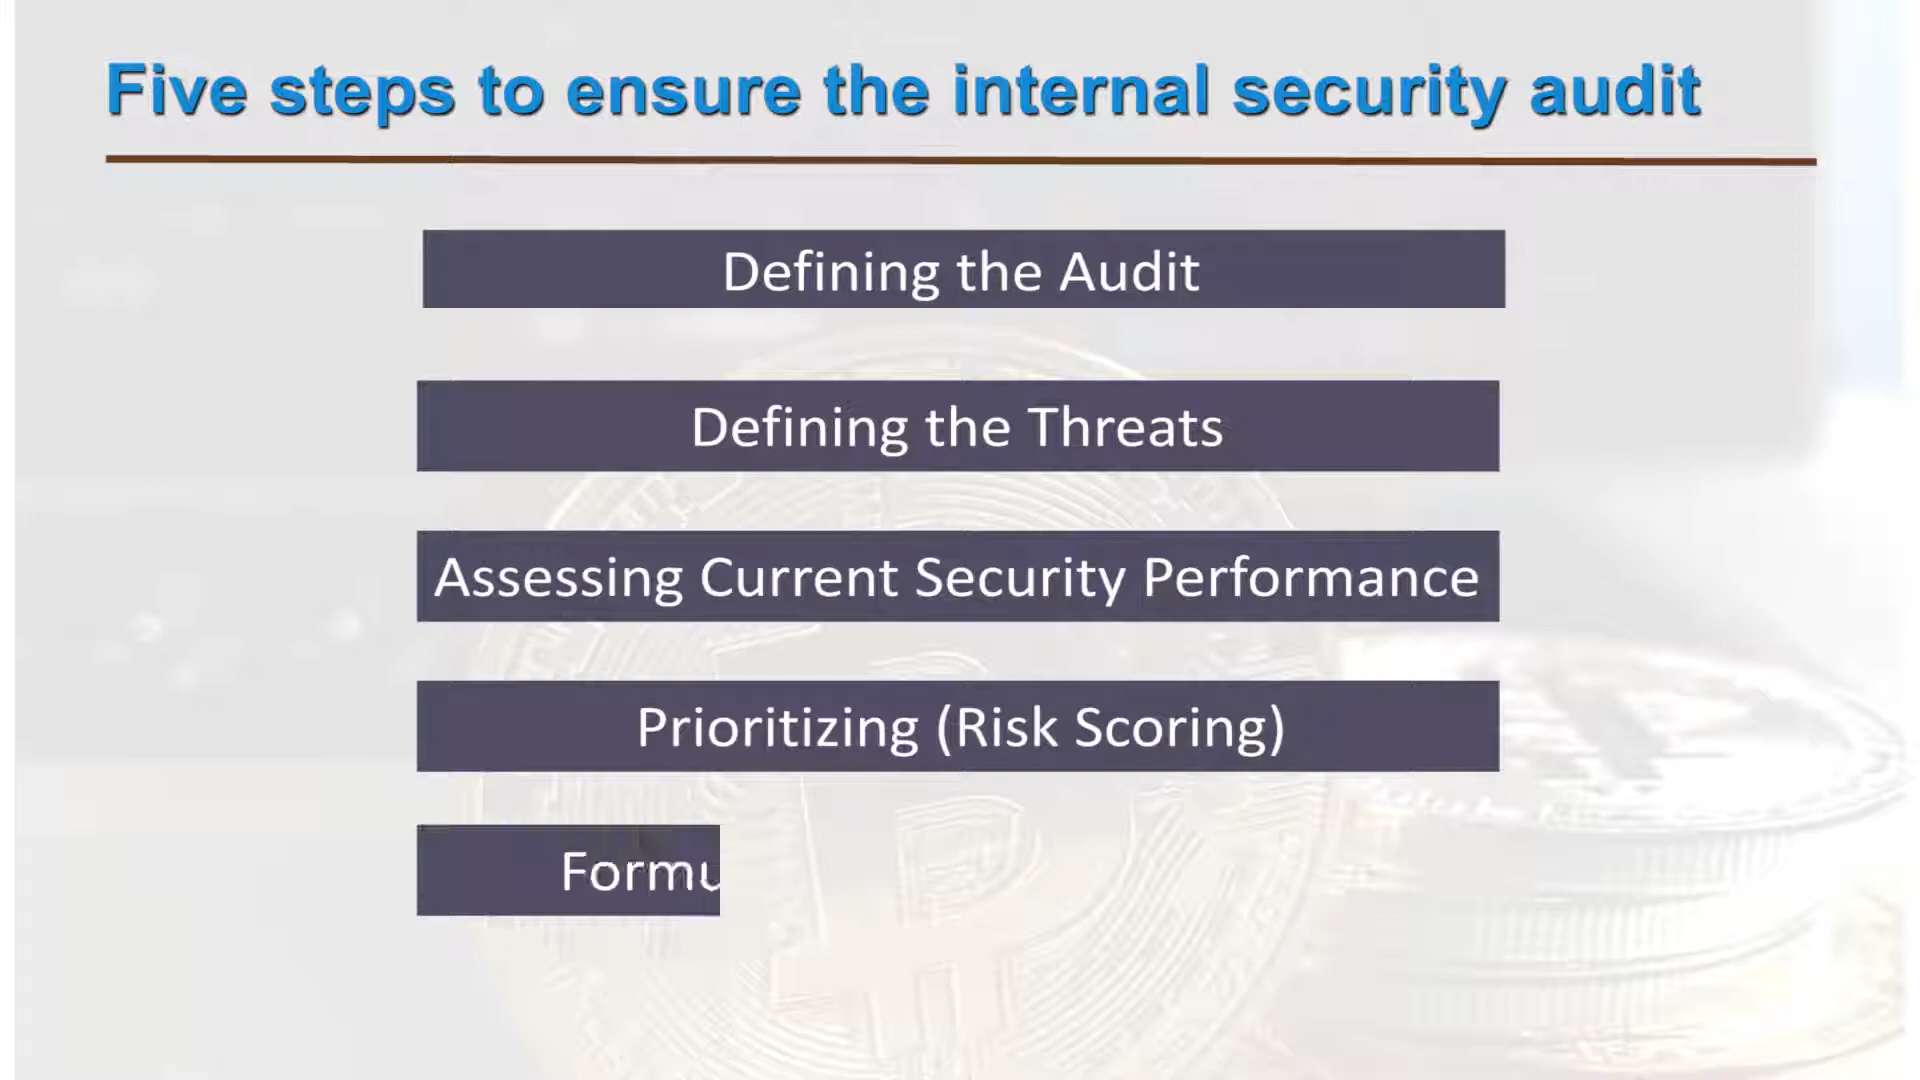 Five steps to ensure the internal security audit
Defining the Audit
Defining the Threats
Assessing Current Security Performance
Prioritizing (Risk Scoring)
Formu